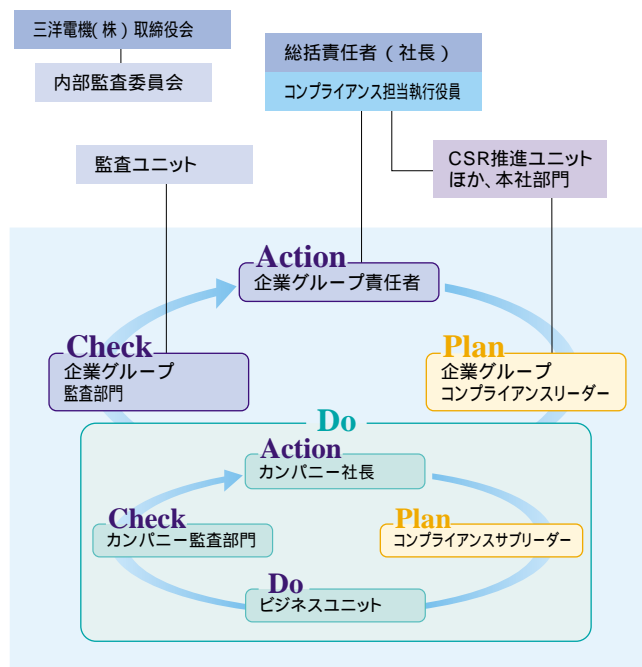 三洋電機(株)取締役会
内部監査委員会
総括責任者(社長)
コンプライアンス担当執行役員
監査ユニット
CSR推進ユニット
ほか、本社部門
Action
企業グループ責任者
Check
企業グループ
監査部門
Plan
企業グループ
コンプライアンスリーダー
Do
Action
カンパニー社長
Check
カンパニー監査部門
Plan
コンプライアンスサブリーダー
Do
ビジネスユニット